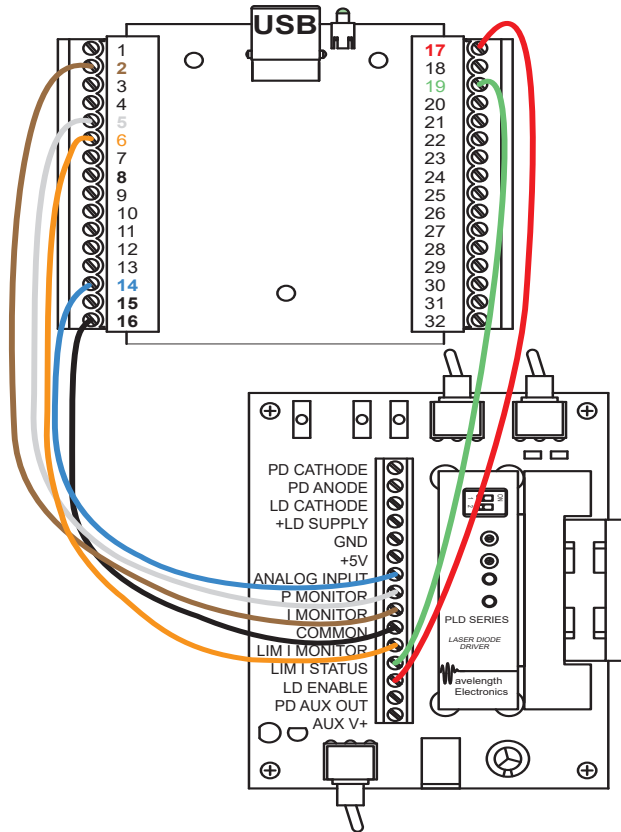 USB
1
2
3
4
5
6
7
8
9
10
11
12
13
14
15
16
17
18
19
20
21
22
23
24
25
26
27
28
29
30
31
32
PD CATHODE
PD ANODE
LD CATHODE
+LD SUPPLY
GND
+5V
ANALOG INPUT
P MONITOR
I MONITOR
COMMON
LIM I MONITOR
LIM I STATUS
LD ENABLE
PD AUX OUT
AUX V+
ON
1
2
PLD SERIES
LASER DIODE
DRIVER
avelength
Electronics